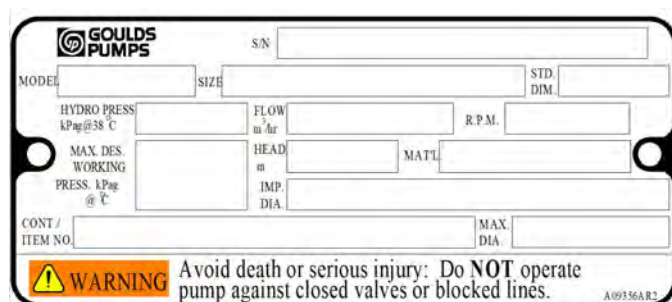 GOULDS
PUMPS
S/N
MODEL SIZE STD.
DIM.
HYDRO PRESS FLOW R.P.M.
kPag@38 °C m³/hr
MAX. DES. HEAD MAT'L
WORKING m
PRESS. kPag IMP.
@ °C DIA.
CONT / MAX.
ITEM NO. DIA.
WARNING Avoid death or serious injury: Do NOT operate
pump against closed valves or blocked lines.
A09356AR2